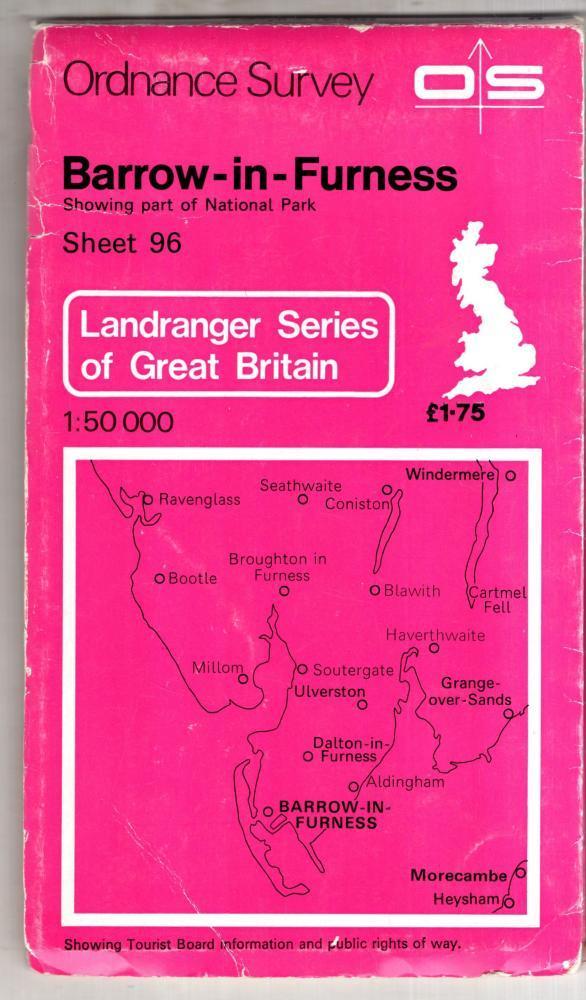 Ordnance Survey
OS
Barrow-in-Furness
Showing part of National Park
Sheet 96
Landranger Series
of Great Britain
1:50 000
£1·75
Windermere
Seathwaite
Coniston
Ravenglass
Broughton in
Furness
Bootle
Blawith
Cartmel
Fell
Haverthwaite
Millom
Soutergate
Ulverston
Grange-
over-Sands
Dalton-in-
Furness
Aldingham
BARROW-IN-
FURNESS
Morecambe
Heysham
Showing Tourist Board information and public rights of way.